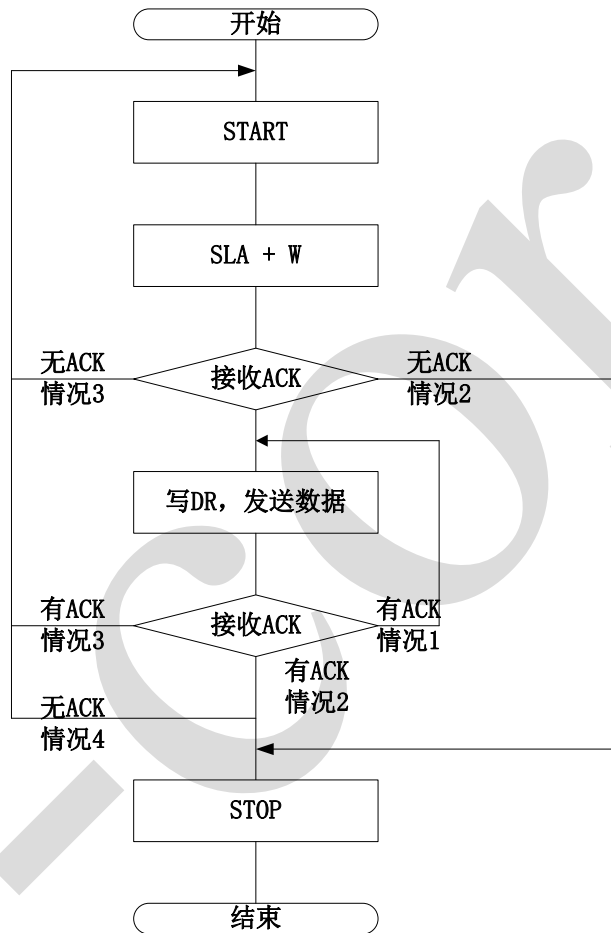 开始
START
SLA + W
无ACK
情况3
接收ACK
无ACK
情况2
写DR，发送数据
有ACK
情况3
接收ACK
有ACK
情况1
有ACK
情况2
无ACK
情况4
STOP
结束